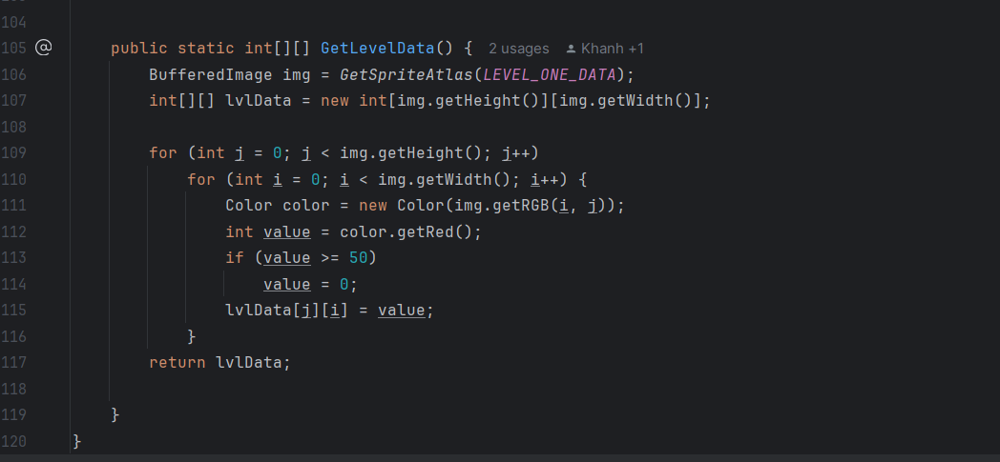 104
105 @ public static int[][] GetLevelData() { 2 usages Khanh +1
106 BufferedImage img = GetSpriteAtlas(LEVEL_ONE_DATA);
107 int[][] lvlData = new int[img.getHeight()][img.getWidth()];
108
109 for (int j = 0; j < img.getHeight(); j++)
110 for (int i = 0; i < img.getWidth(); i++) {
111 Color color = new Color(img.getRGB(i, j));
112 int value = color.getRed();
113 if (value >= 50)
114 value = 0;
115 lvlData[j][i] = value;
116 }
117 return lvlData;
118
119 }
120 }